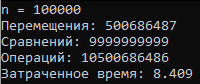 n = 100000
Перемещения: 500686487
Сравнений: 9999999999
Операций: 10500686486
Затраченное время: 8.409